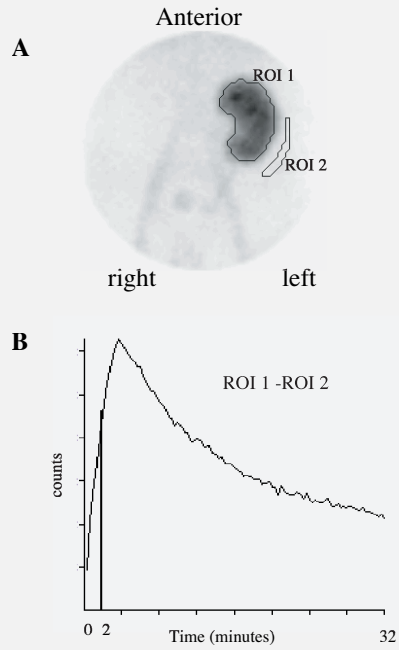 Anterior
A
ROI 1
ROI 2
right left
B
ROI 1 -ROI 2
counts
0 2 Time (minutes) 32